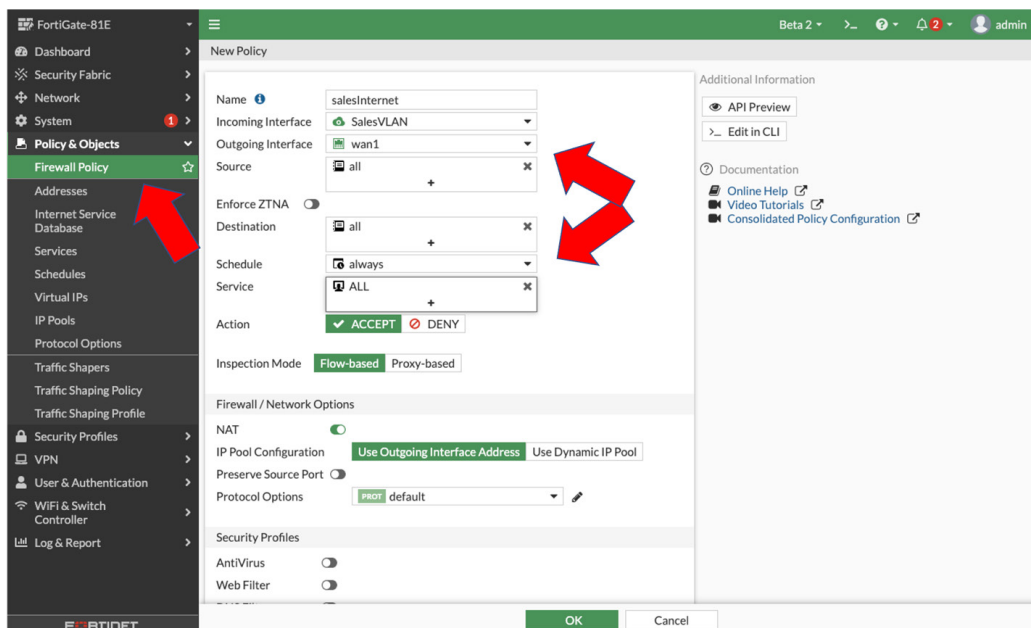 FortiGate-81E
Beta 2
>_
2
admin
Dashboard
Security Fabric
Network
System 1
Policy & Objects
Firewall Policy
Addresses
Internet Service
Database
Services
Schedules
Virtual IPs
IP Pools
Protocol Options
Traffic Shapers
Traffic Shaping Policy
Traffic Shaping Profile
Security Profiles
VPN
User & Authentication
WiFi & Switch
Controller
Log & Report
FORTINET
New Policy
Name salesInternet
Incoming Interface SalesVLAN
Outgoing Interface wan1
Source all
+
Enforce ZTNA
Destination all
+
Schedule always
Service ALL
+
Action ACCEPT DENY
Inspection Mode Flow-based Proxy-based
Firewall / Network Options
NAT
IP Pool Configuration Use Outgoing Interface Address Use Dynamic IP Pool
Preserve Source Port
Protocol Options PROT default
Security Profiles
AntiVirus
Web Filter
OK Cancel
Additional Information
API Preview
>_ Edit in CLI
Documentation
Online Help
Video Tutorials
Consolidated Policy Configuration